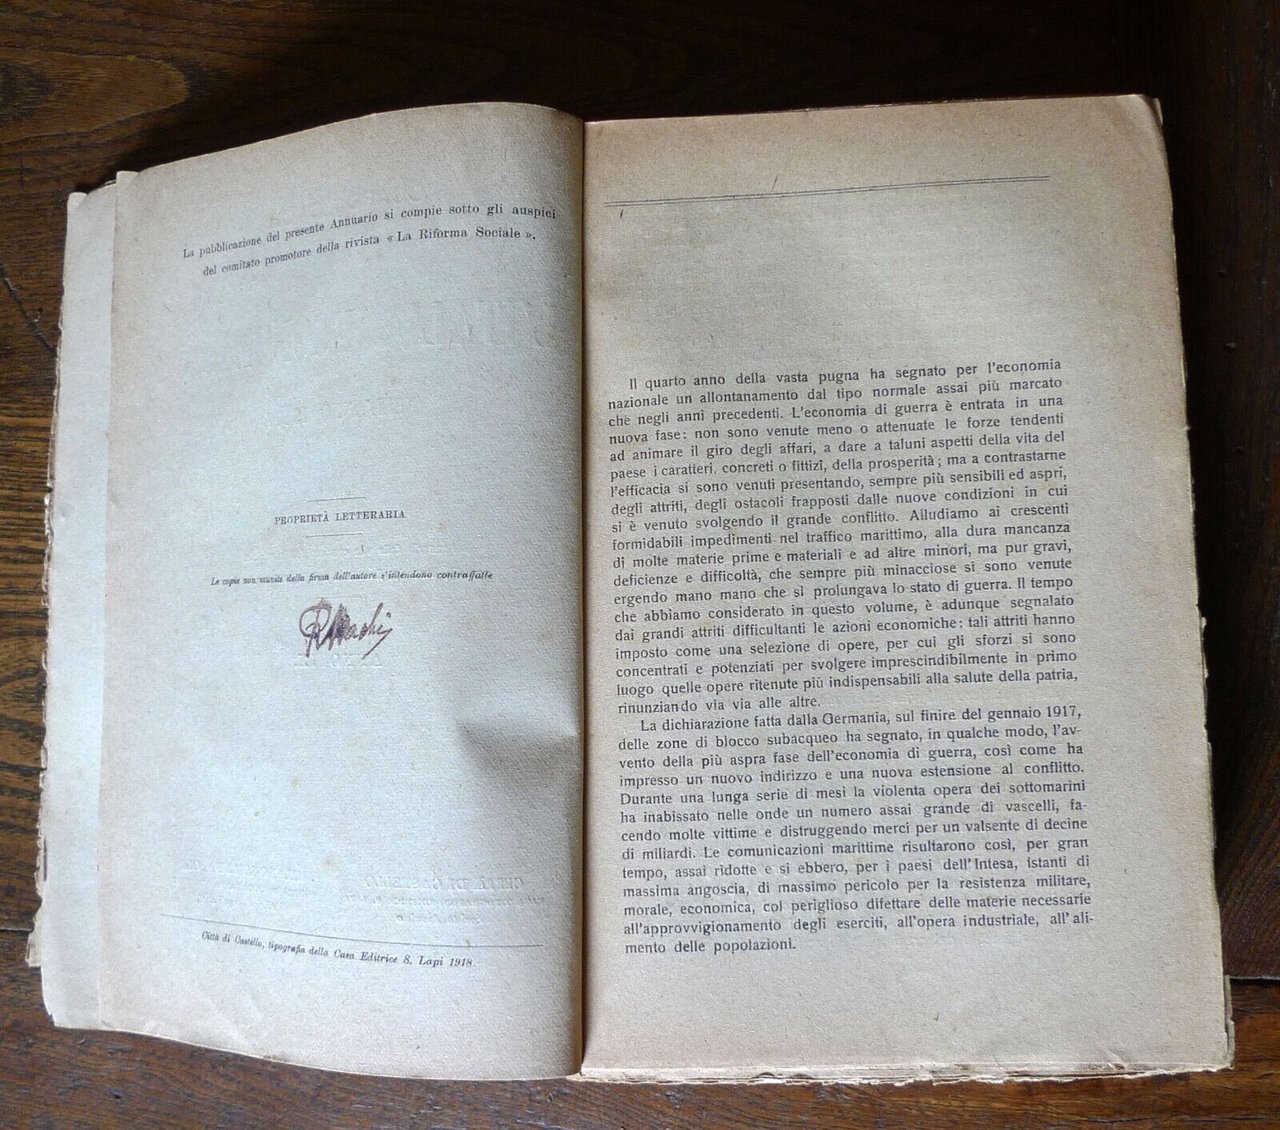 La pubblicazione del presente Annuario si compie sotto gli auspici
del comitato promotore della rivista « La Riforma Sociale ».
PROPRIETÀ LETTERARIA
Le copie non munite della firma dell'autore s'intendono contraffatte
Città di Castello, tipografia della Casa Editrice S. Lapi 1918.
Il quarto anno della vasta pugna ha segnato per l'economia
nazionale un allontanamento dal tipo normale assai più marcato
che negli anni precedenti. L'economia di guerra è entrata in una
nuova fase: non sono venute meno o attenuate le forze tendenti
ad animare il giro degli affari, a dare a taluni aspetti della vita del
paese i caratteri, concreti o fittizî, della prosperità; ma a contrastarne
l'efficacia si sono venuti presentando, sempre più sensibili ed aspri,
degli attriti, degli ostacoli frapposti dalle nuove condizioni in cui
si è venuto svolgendo il grande conflitto. Alludiamo ai crescenti
formidabili impedimenti nel traffico marittimo, alla dura mancanza
di molte materie prime e materiali e ad altre minori, ma pur gravi,
deficienze e difficoltà, che sempre più minacciose si sono venute
ergendo mano mano che si prolungava lo stato di guerra. Il tempo
che abbiamo considerato in questo volume, è adunque segnalato
dai grandi attriti difficultanti le azioni economiche: tali attriti hanno
imposto come una selezione di opere, per cui gli sforzi si sono
concentrati e potenziati per svolgere imprescindibilmente in primo
luogo quelle opere ritenute più indispensabili alla salute della patria,
rinunziando via via alle altre.
La dichiarazione fatta dalla Germania, sul finire del gennaio 1917,
delle zone di blocco subacqueo ha segnato, in qualche modo, l'av-
vento della più aspra fase dell'economia di guerra, così come ha
impresso un nuovo indirizzo e una nuova estensione al conflitto.
Durante una lunga serie di mesi la violenta opera dei sottomarini
ha inabissato nelle onde un numero assai grande di vascelli, fa-
cendo molte vittime e distruggendo merci per un valsente di decine
di miliardi. Le comunicazioni marittime risultarono così, per gran
tempo, assai ridotte e si ebbero, per i paesi dell'Intesa, istanti di
massima angoscia, di massimo pericolo per la resistenza militare,
morale, economica, col periglioso difettare delle materie necessarie
all'approvvigionamento degli eserciti, all'opera industriale, all'ali-
mento delle popolazioni.